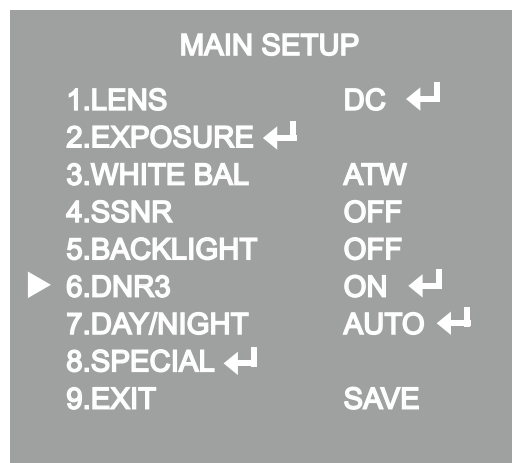 MAIN SETUP
1.LENS DC ↵
2.EXPOSURE ↵
3.WHITE BAL ATW
4.SSNR OFF
5.BACKLIGHT OFF
▶ 6.DNR3 ON ↵
7.DAY/NIGHT AUTO ↵
8.SPECIAL ↵
9.EXIT SAVE